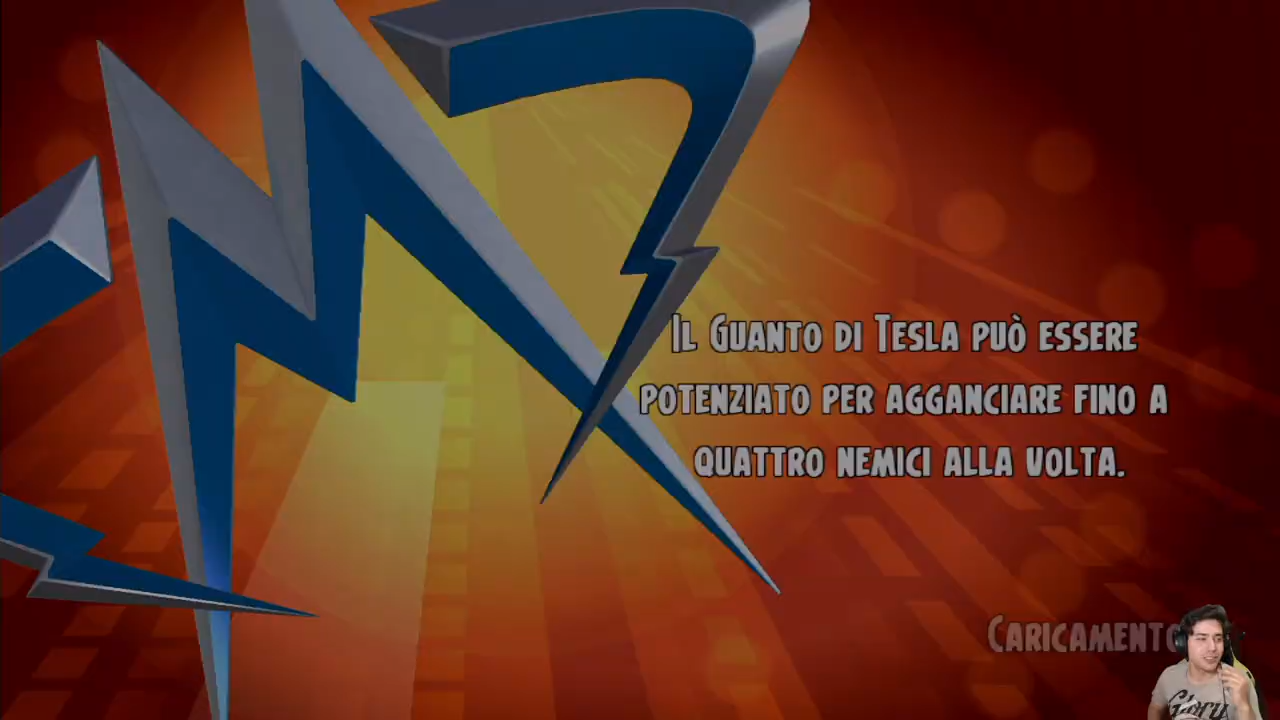 Il Guanto di Tesla può essere
potenziato per agganciare fino a
quattro nemici alla volta.
Caricamento